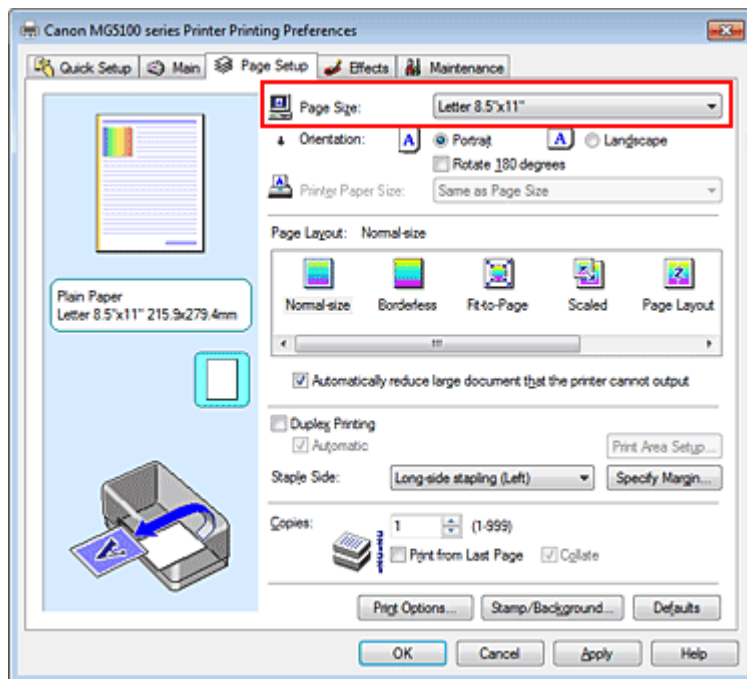 Canon MG5100 series Printer Printing Preferences
Quick Setup Main Page Setup Effects Maintenance
Page Size: Letter 8.5"x11"
Orientation: A Portrait A Landscape
Rotate 180 degrees
Printer Paper Size: Same as Page Size
Page Layout: Normal-size
Normal-size Borderless Fit-to-Page Scaled Page Layout
Plain Paper
Letter 8.5"x11" 215.9x279.4mm
Automatically reduce large document that the printer cannot output
Duplex Printing
Automatic
Print Area Setup...
Staple Side: Long-side stapling (Left) Specify Margin...
Copies: 1 (1-999)
Print from Last Page Collate
Print Options... Stamp/Background... Defaults
OK Cancel Apply Help